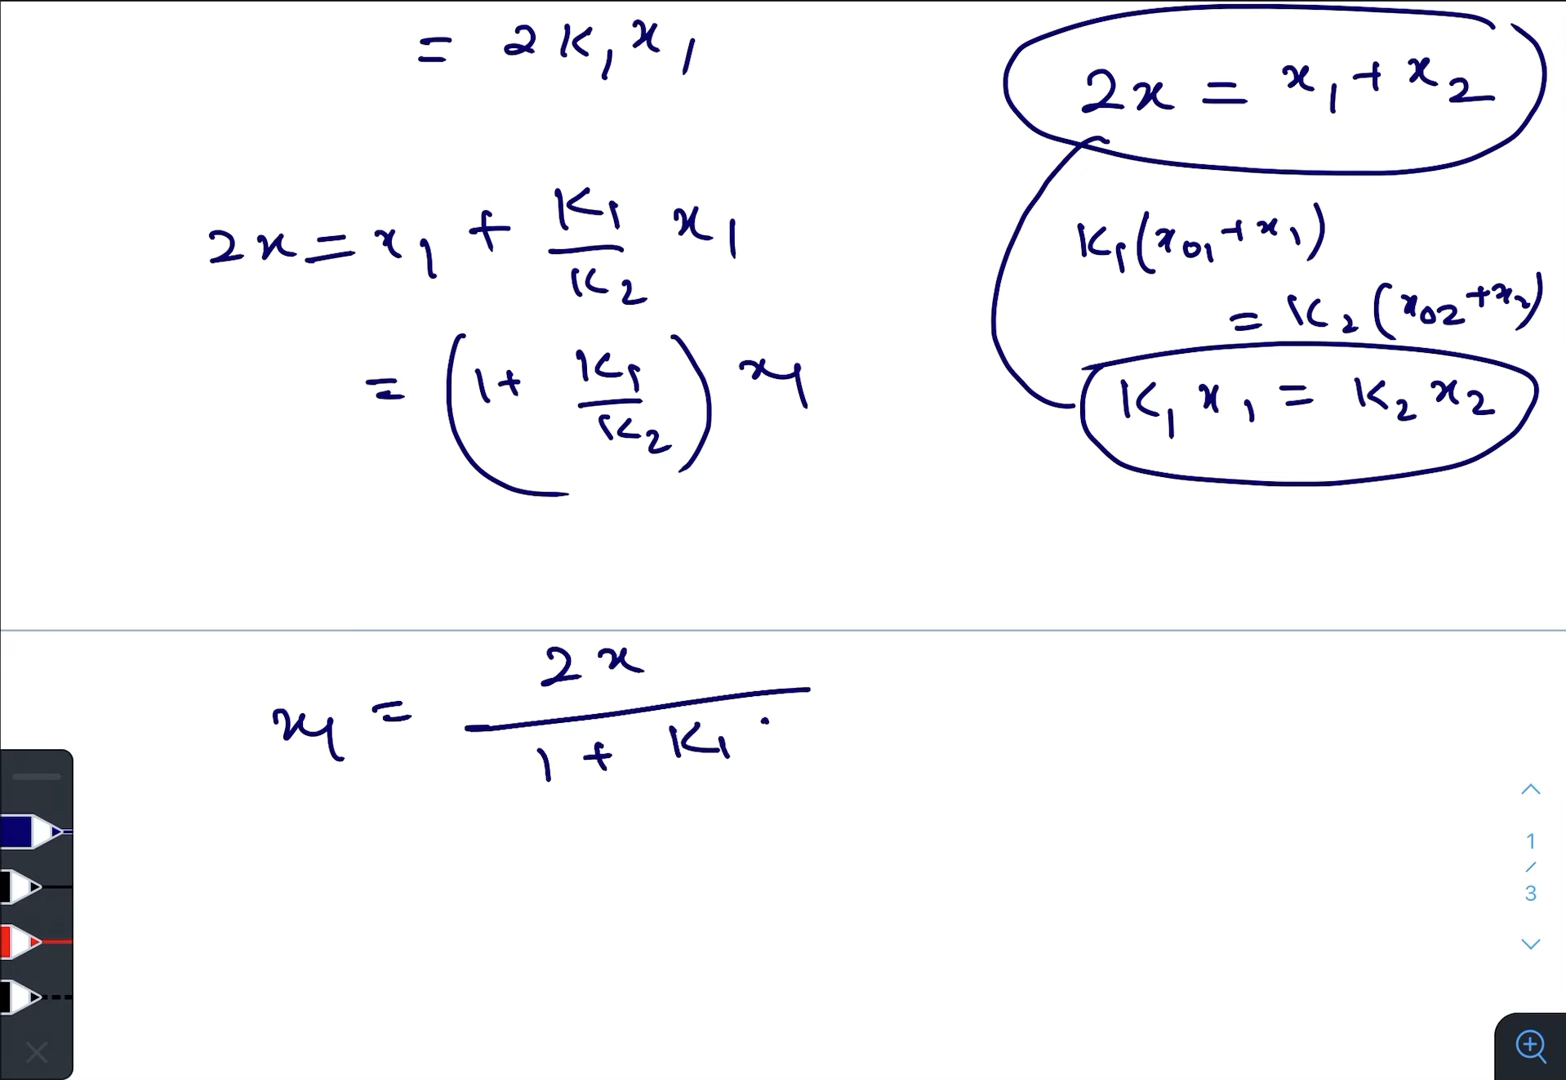 = 2K₁x₁
2x = x₁ + K₁/K₂ x₁
= (1 + K₁/K₂) x₁
2x = x₁ + x₂
K₁(x₀₁ + x₁)
= K₂(x₀₂ + x₂)
K₁x₁ = K₂x₂
x₁ = 2x / 1 + K₁
1
/
3